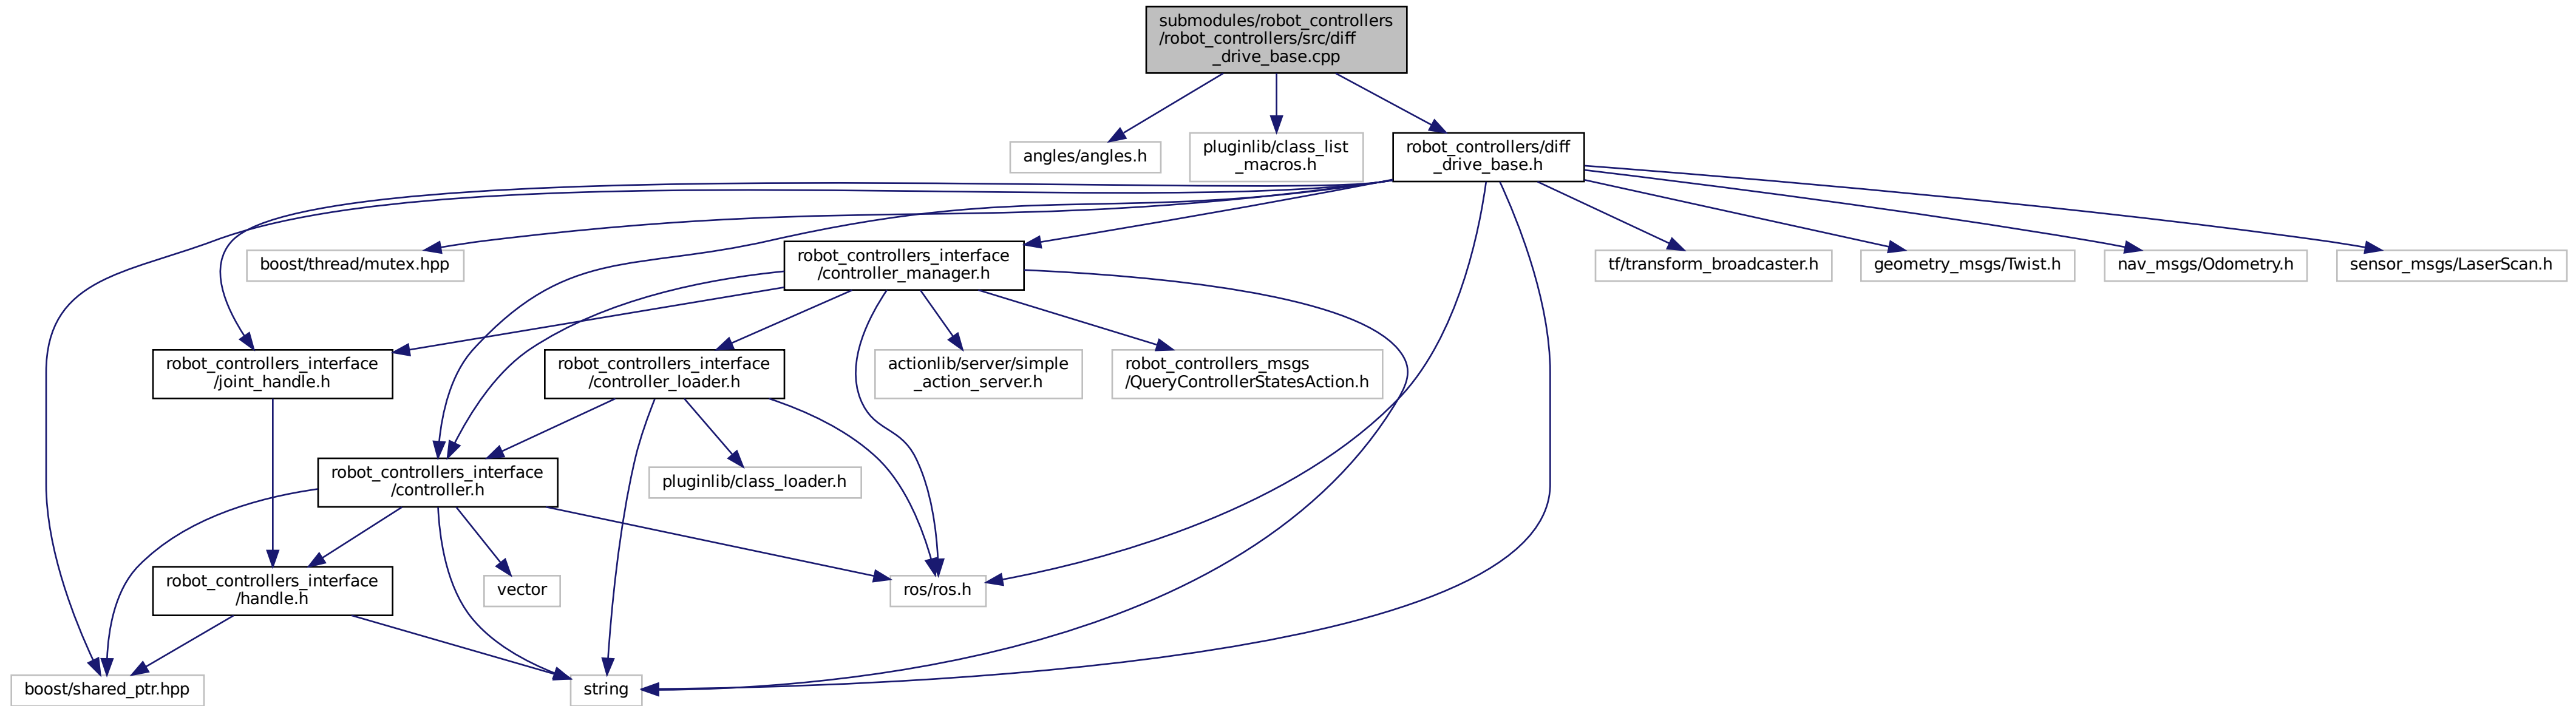 submodules/robot_controllers
/robot_controllers/src/diff
_drive_base.cpp
angles/angles.h
pluginlib/class_list
_macros.h
robot_controllers/diff
_drive_base.h
boost/thread/mutex.hpp
robot_controllers_interface
/controller_manager.h
tf/transform_broadcaster.h
geometry_msgs/Twist.h
nav_msgs/Odometry.h
sensor_msgs/LaserScan.h
robot_controllers_interface
/joint_handle.h
robot_controllers_interface
/controller_loader.h
actionlib/server/simple
_action_server.h
robot_controllers_msgs
/QueryControllerStatesAction.h
robot_controllers_interface
/controller.h
pluginlib/class_loader.h
robot_controllers_interface
/handle.h
vector
ros/ros.h
boost/shared_ptr.hpp
string